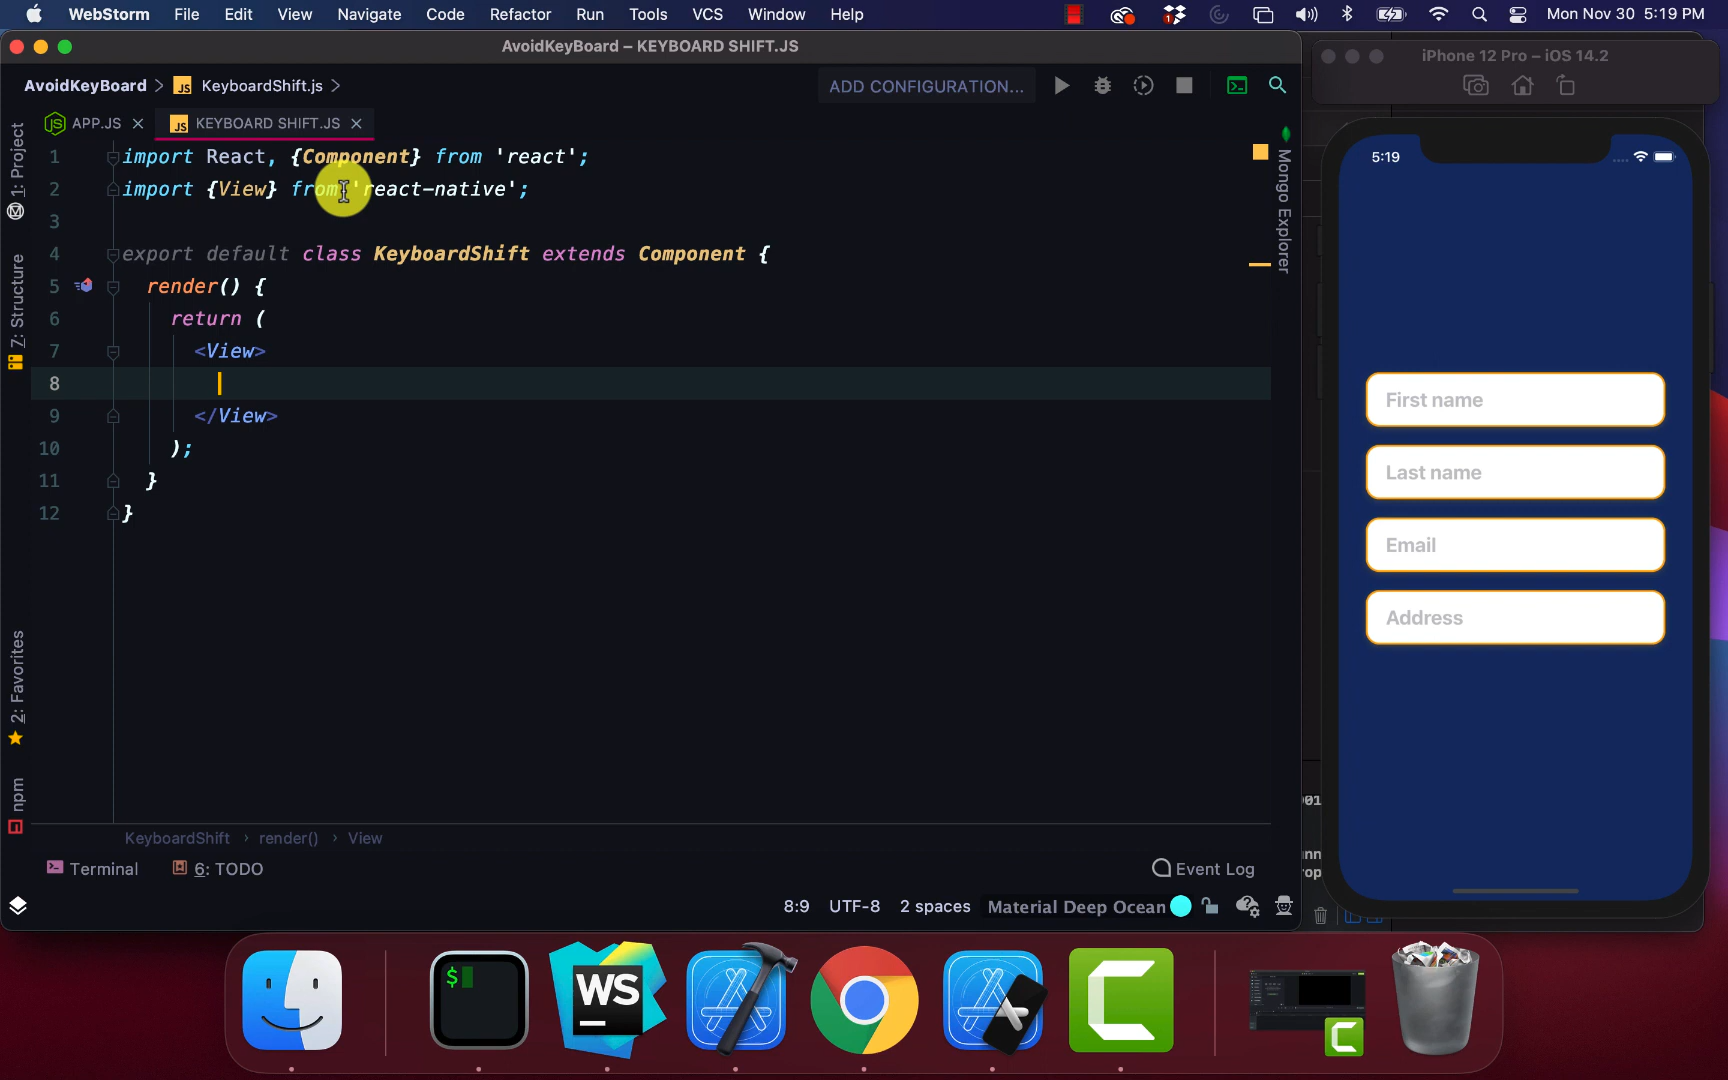 WebStorm File Edit View Navigate Code Refactor Run Tools VCS Window Help 1 Mon Nov 30 5:19 PM
AvoidKeyBoard – KEYBOARD SHIFT.JS
AvoidKeyBoard > JS KeyboardShift.js > ADD CONFIGURATION...
JS APP.JS × JS KEYBOARD SHIFT.JS ×
1 import React, {Component} from 'react';
2 import {View} from 'react-native';
3
4 export default class KeyboardShift extends Component {
5 render() {
6 return (
7 <View>
8
9 </View>
10 );
11 }
12 }
1: Project
7: Structure
2: Favorites
npm
Mongo Explorer
KeyboardShift > render() > View
Terminal 6: TODO Event Log
8:9 UTF-8 2 spaces Material Deep Ocean
iPhone 12 Pro – iOS 14.2
5:19
First name
Last name
Email
Address
$
WS